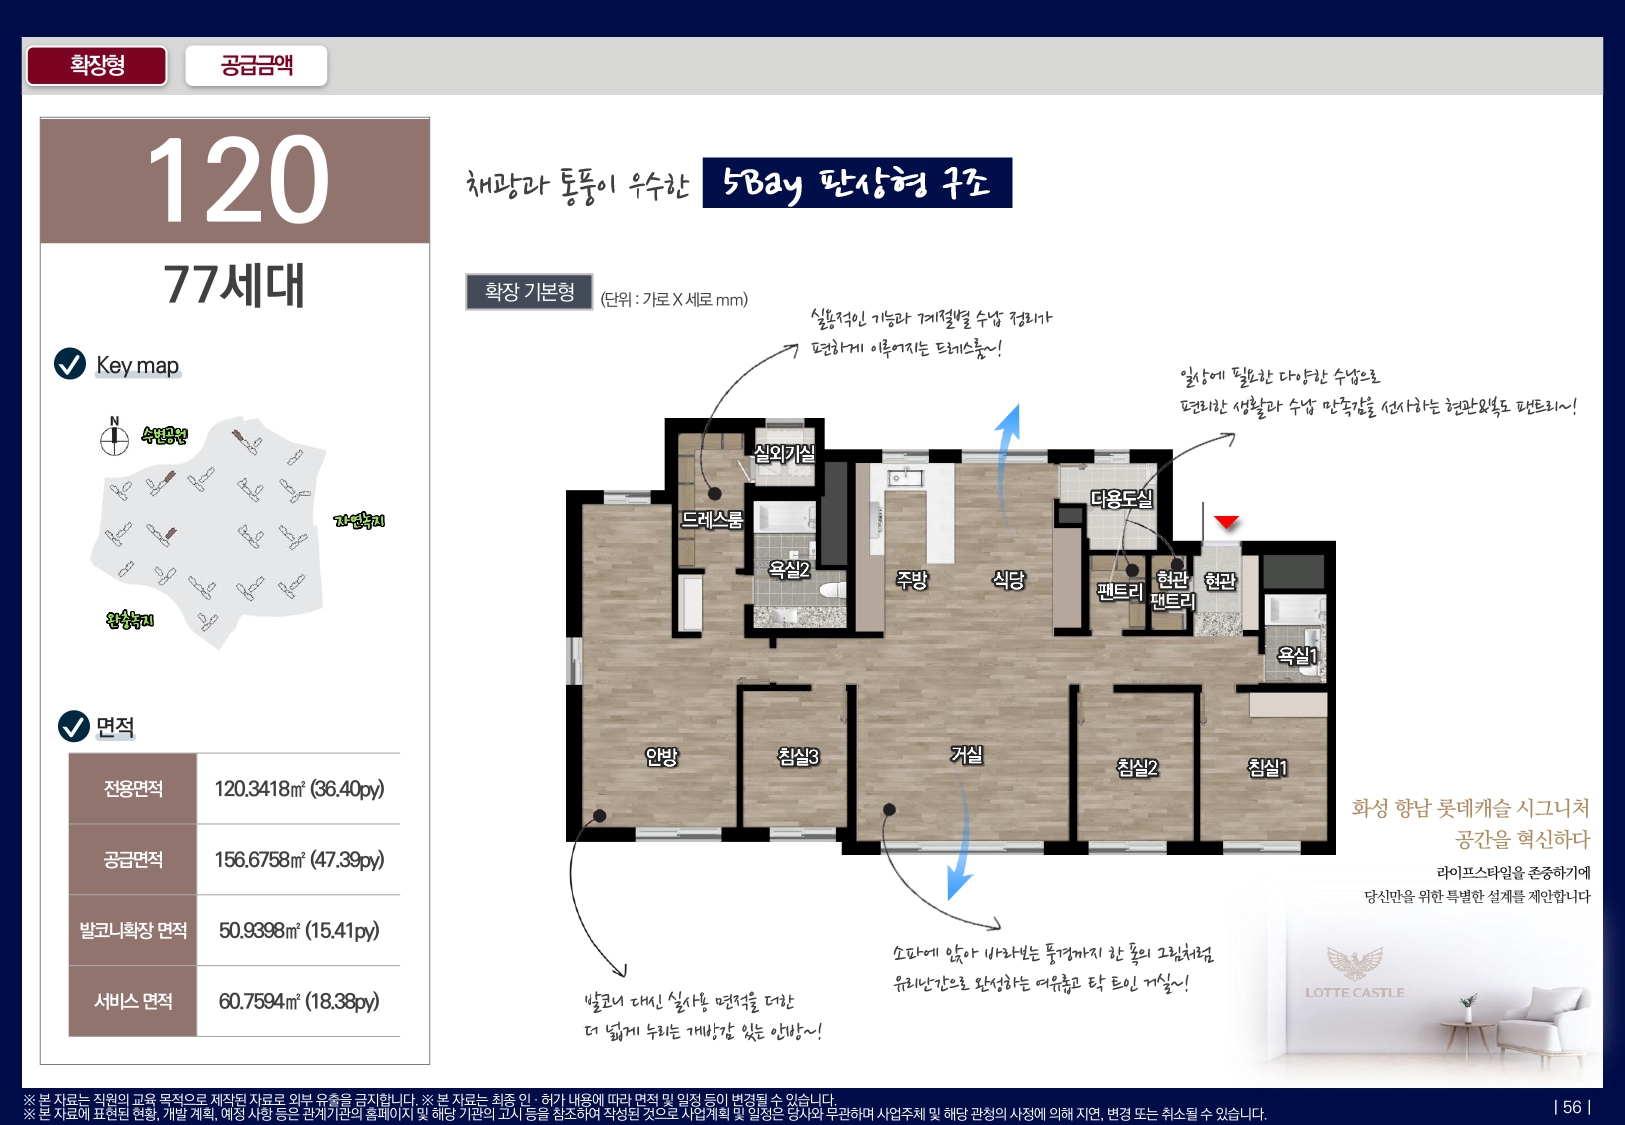 확장형
공급금액
120
77세대
Key map
N
수변공원
자연녹지
완충녹지
면적
전용면적 120.3418㎡ (36.40py)
공급면적 156.6758㎡ (47.39py)
발코니확장 면적 50.9398㎡ (15.41py)
서비스 면적 60.7594㎡ (18.38py)
채광과 통풍이 우수한 5Bay 판상형 구조
확장 기본형 (단위 : 가로 X 세로 mm)
실용적인 기능과 계절별 수납 정리가
편하게 이루어지는 드레스룸~!
일상에 필요한 다양한 수납으로
편리한 생활과 수납 만족감을 선사하는 현관&복도 팬트리~!
실외기실
드레스룸
욕실2
주방
식당
다용도실
팬트리
현관
팬트리
현관
욕실1
안방
침실3
거실
침실2
침실1
발코니 대신 실사용 면적을 더한
더 넓게 누리는 개방감 있는 안방~!
소파에 앉아 바라보는 풍경까지 한 폭의 그림처럼
유리난간으로 완성하는 여유롭고 탁 트인 거실~!
화성 향남 롯데캐슬 시그니처
공간을 혁신하다
라이프스타일을 존중하기에
당신만을 위한 특별한 설계를 제안합니다
LOTTE CASTLE
※ 본 자료는 직원의 교육 목적으로 제작된 자료로 외부 유출을 금지합니다. ※ 본 자료는 최종 인 · 허가 내용에 따라 면적 및 일정 등이 변경될 수 있습니다.
※ 본 자료에 표현된 현황, 개발 계획, 예정 사항 등은 관계기관의 홈페이지 및 해당 기관의 고시 등을 참조하여 작성된 것으로 사업계획 및 일정은 당사와 무관하며 사업주체 및 해당 관청의 사정에 의해 지연, 변경 또는 취소될 수 있습니다.
| 56 |